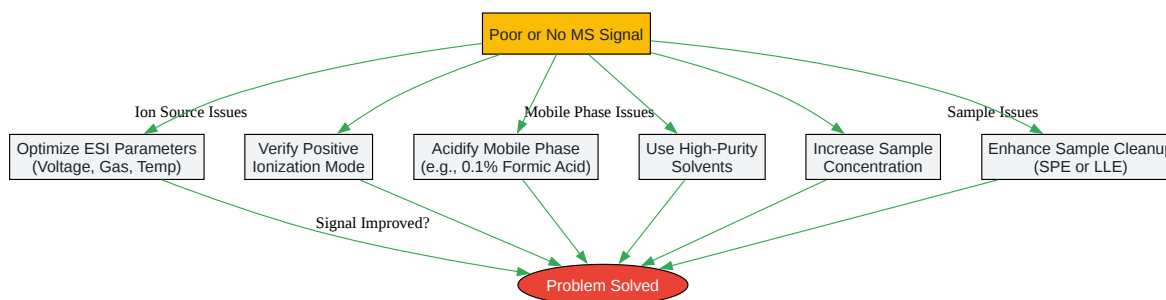 Poor or No MS Signal
Ion Source Issues
Mobile Phase Issues
Sample Issues
Optimize ESI Parameters
(Voltage, Gas, Temp)
Verify Positive
Ionization Mode
Acidify Mobile Phase
(e.g., 0.1% Formic Acid)
Use High-Purity
Solvents
Increase Sample
Concentration
Enhance Sample Cleanup
(SPE or LLE)
Signal Improved?
Problem Solved